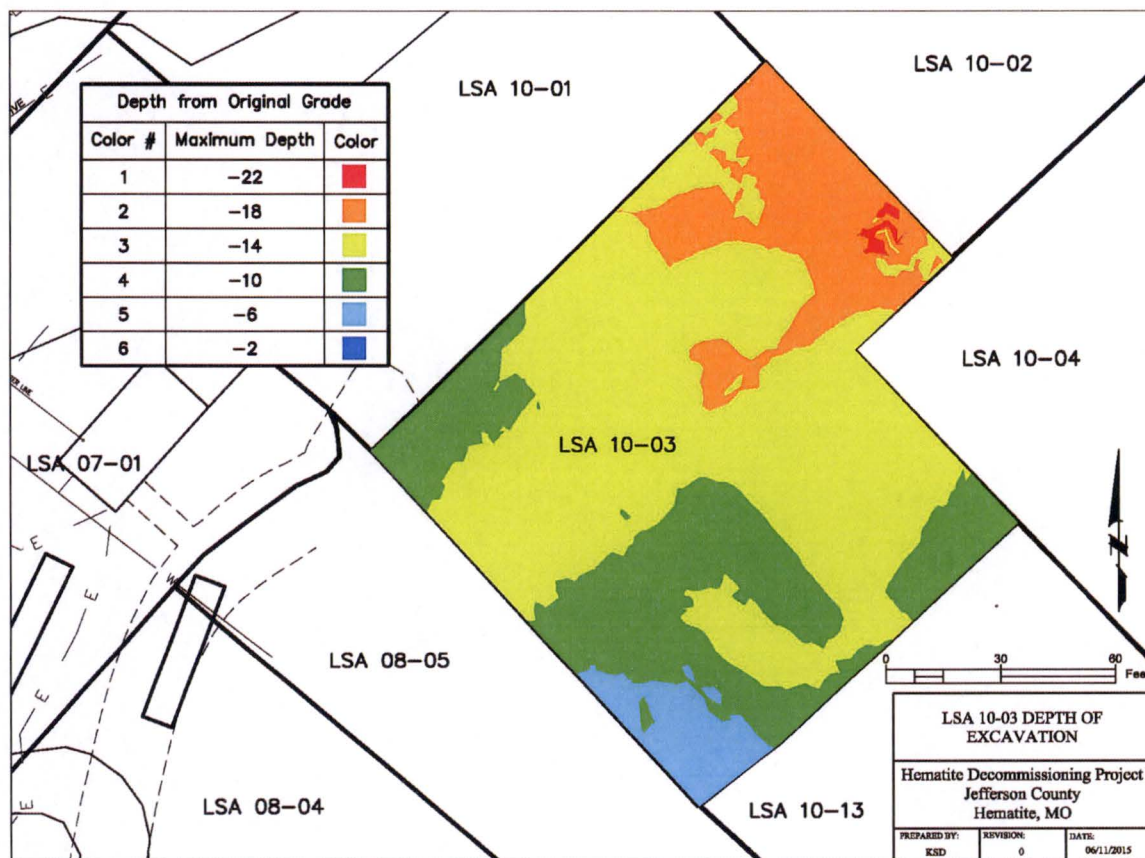 LSA 10-01
LSA 10-02
Depth from Original Grade
Color # Maximum Depth Color
1 -22
2 -18
3 -14
4 -10
5 -6
6 -2
LSA 10-04
LSA 10-03
LSA 07-01
E
E
E
E
E
E
W
N
LSA 08-05
LSA 08-04
LSA 10-13
0 30 60
Feet
LSA 10-03 DEPTH OF
EXCAVATION
Hematite Decommissioning Project
Jefferson County
Hematite, MO
PREPARED BY: REVISION: DATE:
KSD 0 06/11/2015